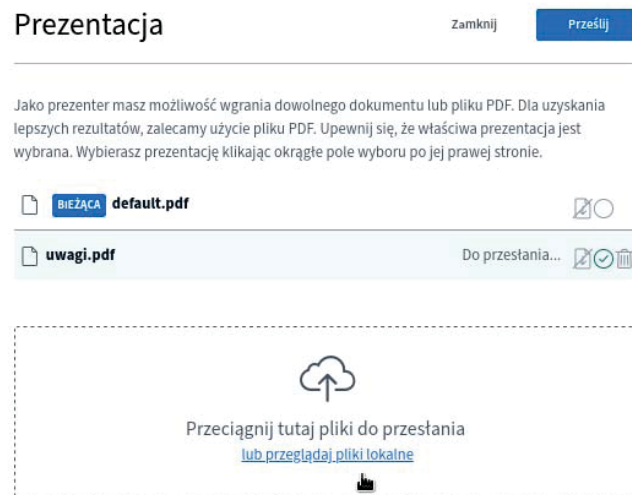 Prezentacja
Zamknij
Prześlij
Jako prezenter masz możliwość wgrania dowolnego dokumentu lub pliku PDF. Dla uzyskania
lepszych rezultatów, zalecamy użycie pliku PDF. Upewnij się, że właściwa prezentacja jest
wybrana. Wybierasz prezentację klikając okrągłe pole wyboru po jej prawej stronie.
BIEŻĄCA default.pdf
uwagi.pdf Do przesłania...
Przeciągnij tutaj pliki do przesłania
lub przeglądaj pliki lokalne